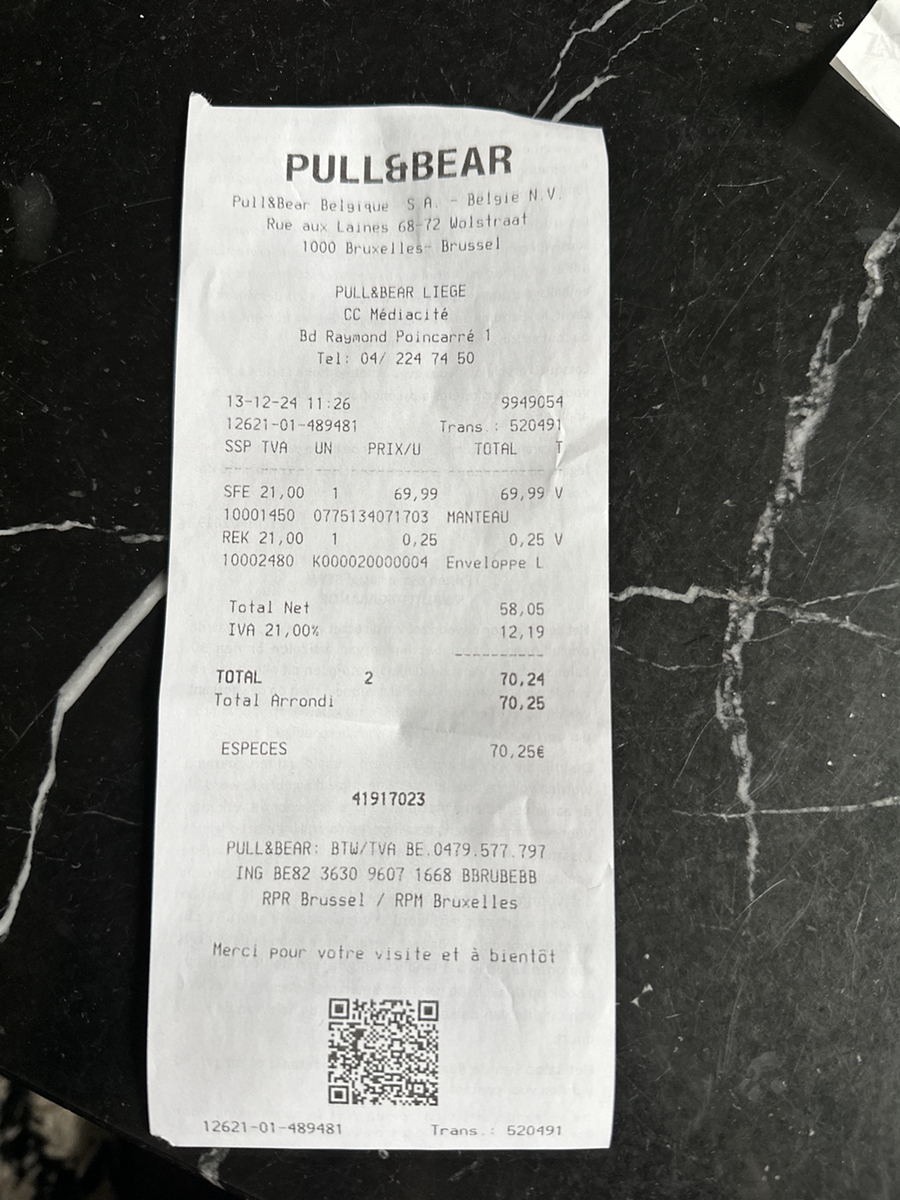 PULL&BEAR
Pull&Bear Belgique S A. - Belgie N.V.
Rue aux Laines 68-72 Wolstraat
1000 Bruxelles- Brussel
PULL&BEAR LIEGE
CC Médiacité
Bd Raymond Poincarré 1
Tel: 04/ 224 74 50
13-12-24 11:26 9949054
12621-01-489481 Trans.: 520491
SSP TVA UN PRIX/U TOTAL T
SFE 21,00 1 69,99 69,99 V
10001450 0775134071703 MANTEAU
REK 21,00 1 0,25 0,25 V
10002480 K000020000004 Enveloppe L
Total Net 58,05
IVA 21,00% 12,19
TOTAL 2 70,24
Total Arrondi 70,25
ESPECES 70,25€
41917023
PULL&BEAR: BTW/TVA BE.0479.577.797
ING BE82 3630 9607 1668 BBRUBEBB
RPR Brussel / RPM Bruxelles
Merci pour votre visite et à bientôt
12621-01-489481 Trans.: 520491